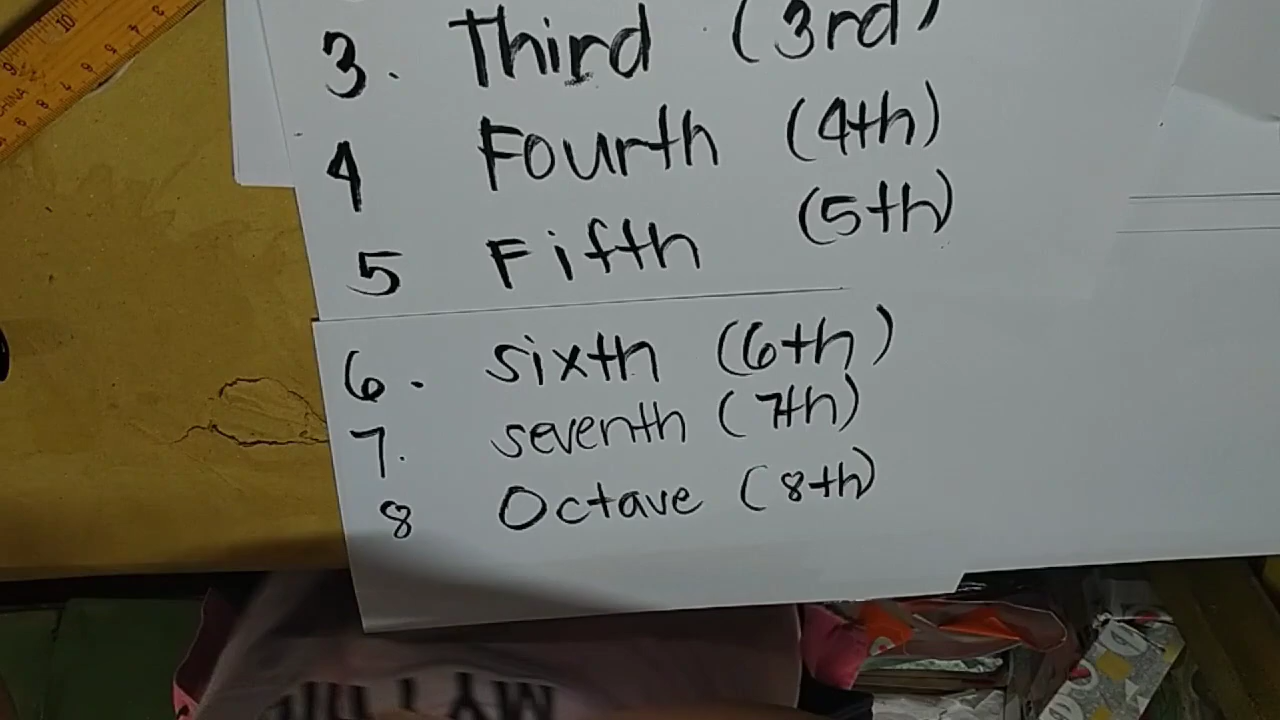 3. Third (3rd)
4 Fourth (4th)
5 Fifth (5th)
6. sixth (6th)
7. seventh (7th)
8 Octave (8th)